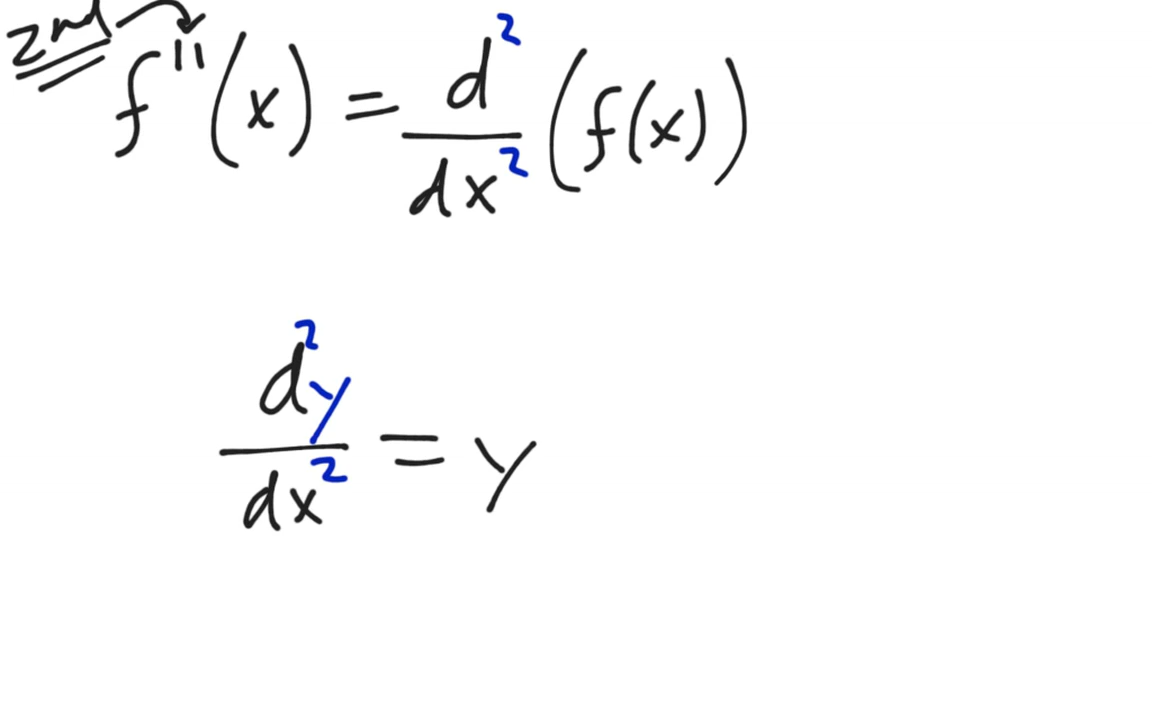 2nd
f''(x) = d²/dx² (f(x))
d²y/dx² = y